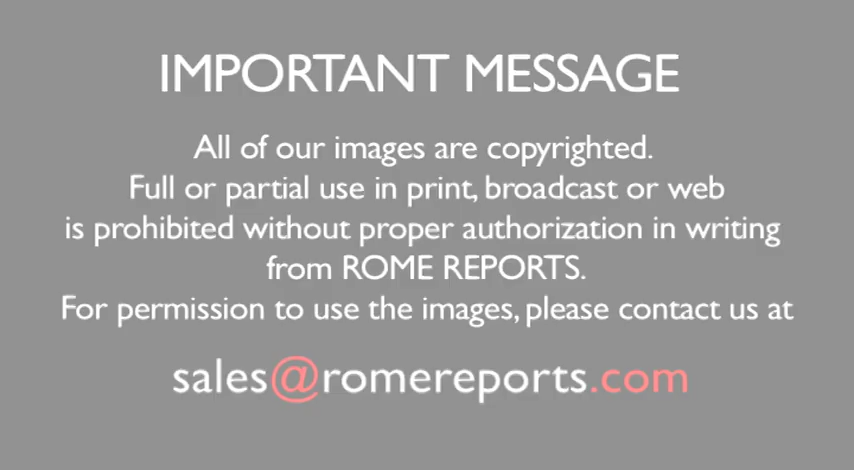 IMPORTANT MESSAGE
All of our images are copyrighted.
Full or partial use in print, broadcast or web
is prohibited without proper authorization in writing
from ROME REPORTS.
For permission to use the images, please contact us at
sales@romereports.com